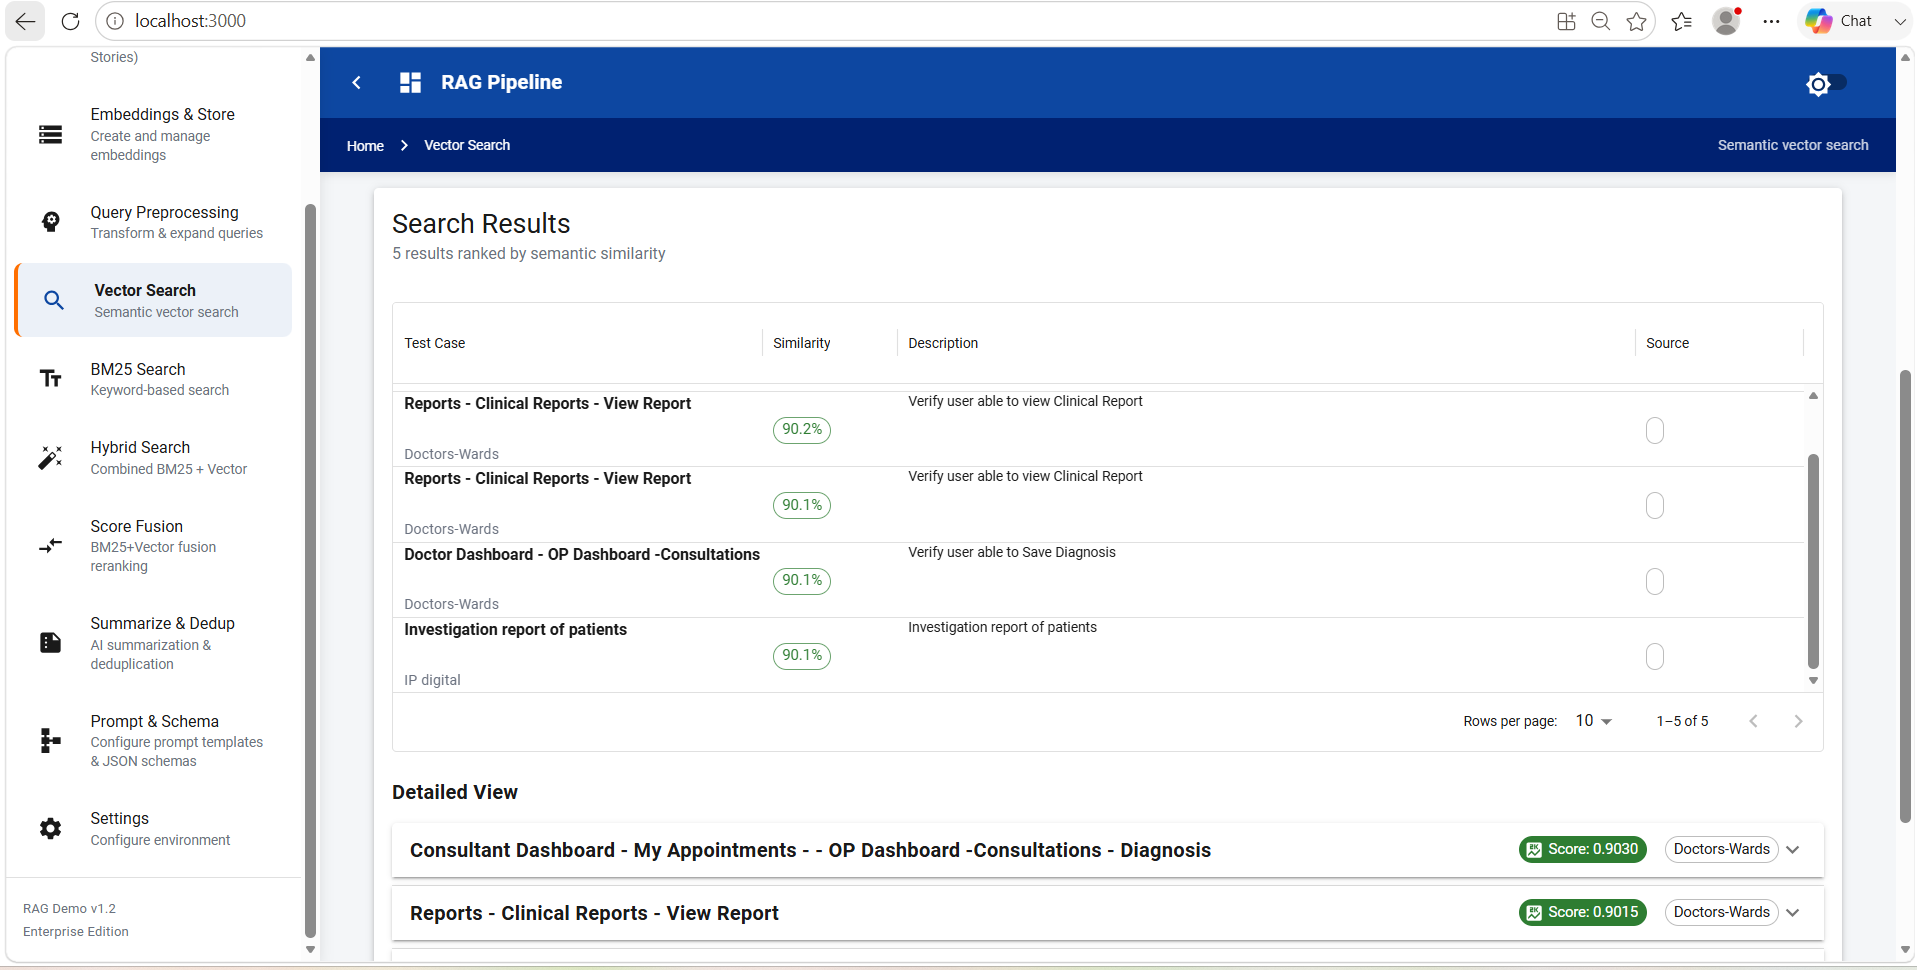 localhost:3000
Chat
Stories)
Embeddings & Store
Create and manage
embeddings
Query Preprocessing
Transform & expand queries
Vector Search
Semantic vector search
BM25 Search
Keyword-based search
Hybrid Search
Combined BM25 + Vector
Score Fusion
BM25+Vector fusion
reranking
Summarize & Dedup
AI summarization &
deduplication
Prompt & Schema
Configure prompt templates
& JSON schemas
Settings
Configure environment
RAG Demo v1.2
Enterprise Edition
RAG Pipeline
Home
Vector Search
Semantic vector search
Search Results
5 results ranked by semantic similarity
Test Case Similarity Description Source
Reports - Clinical Reports - View Report
Verify user able to view Clinical Report
90.2%
Doctors-Wards
Reports - Clinical Reports - View Report
Verify user able to view Clinical Report
90.1%
Doctors-Wards
Doctor Dashboard - OP Dashboard -Consultations
Verify user able to Save Diagnosis
90.1%
Doctors-Wards
Investigation report of patients
Investigation report of patients
90.1%
IP digital
Rows per page: 10 1–5 of 5
Detailed View
Consultant Dashboard - My Appointments - - OP Dashboard -Consultations - Diagnosis
Score: 0.9030
Doctors-Wards
Reports - Clinical Reports - View Report
Score: 0.9015
Doctors-Wards